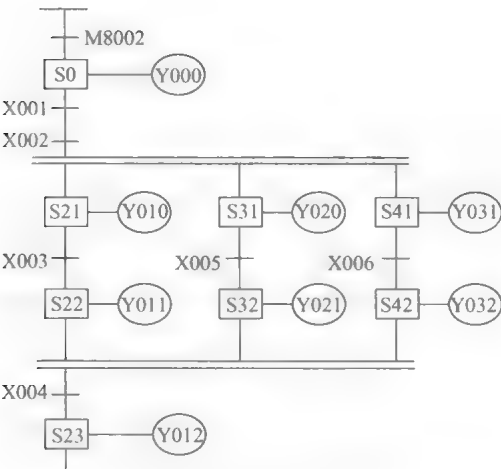 M8002
S0 Y000
X001
X002
S21 Y010 S31 Y020 S41 Y031
X003 X005 X006
S22 Y011 S32 Y021 S42 Y032
X004
S23 Y012